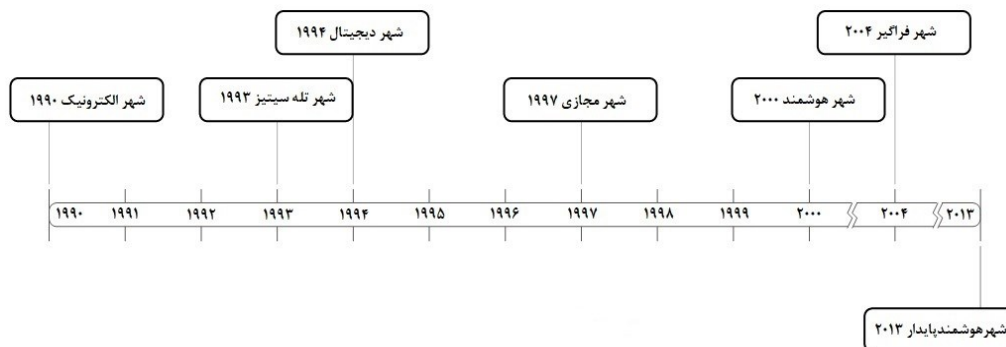 شهر دیجیتال ۱۹۹۴
شهر فراگیر ۲۰۰۴
شهر الکترونیک ۱۹۹۰
شهر تله سیتیز ۱۹۹۳
شهر مجازی ۱۹۹۷
شهر هوشمند ۲۰۰۰
۱۹۹۰ ۱۹۹۱ ۱۹۹۲ ۱۹۹۳ ۱۹۹۴ ۱۹۹۵ ۱۹۹۶ ۱۹۹۷ ۱۹۹۸ ۱۹۹۹ ۲۰۰۰ ۲۰۰۴ ۲۰۱۳
شهرهوشمندپایدار ۲۰۱۳